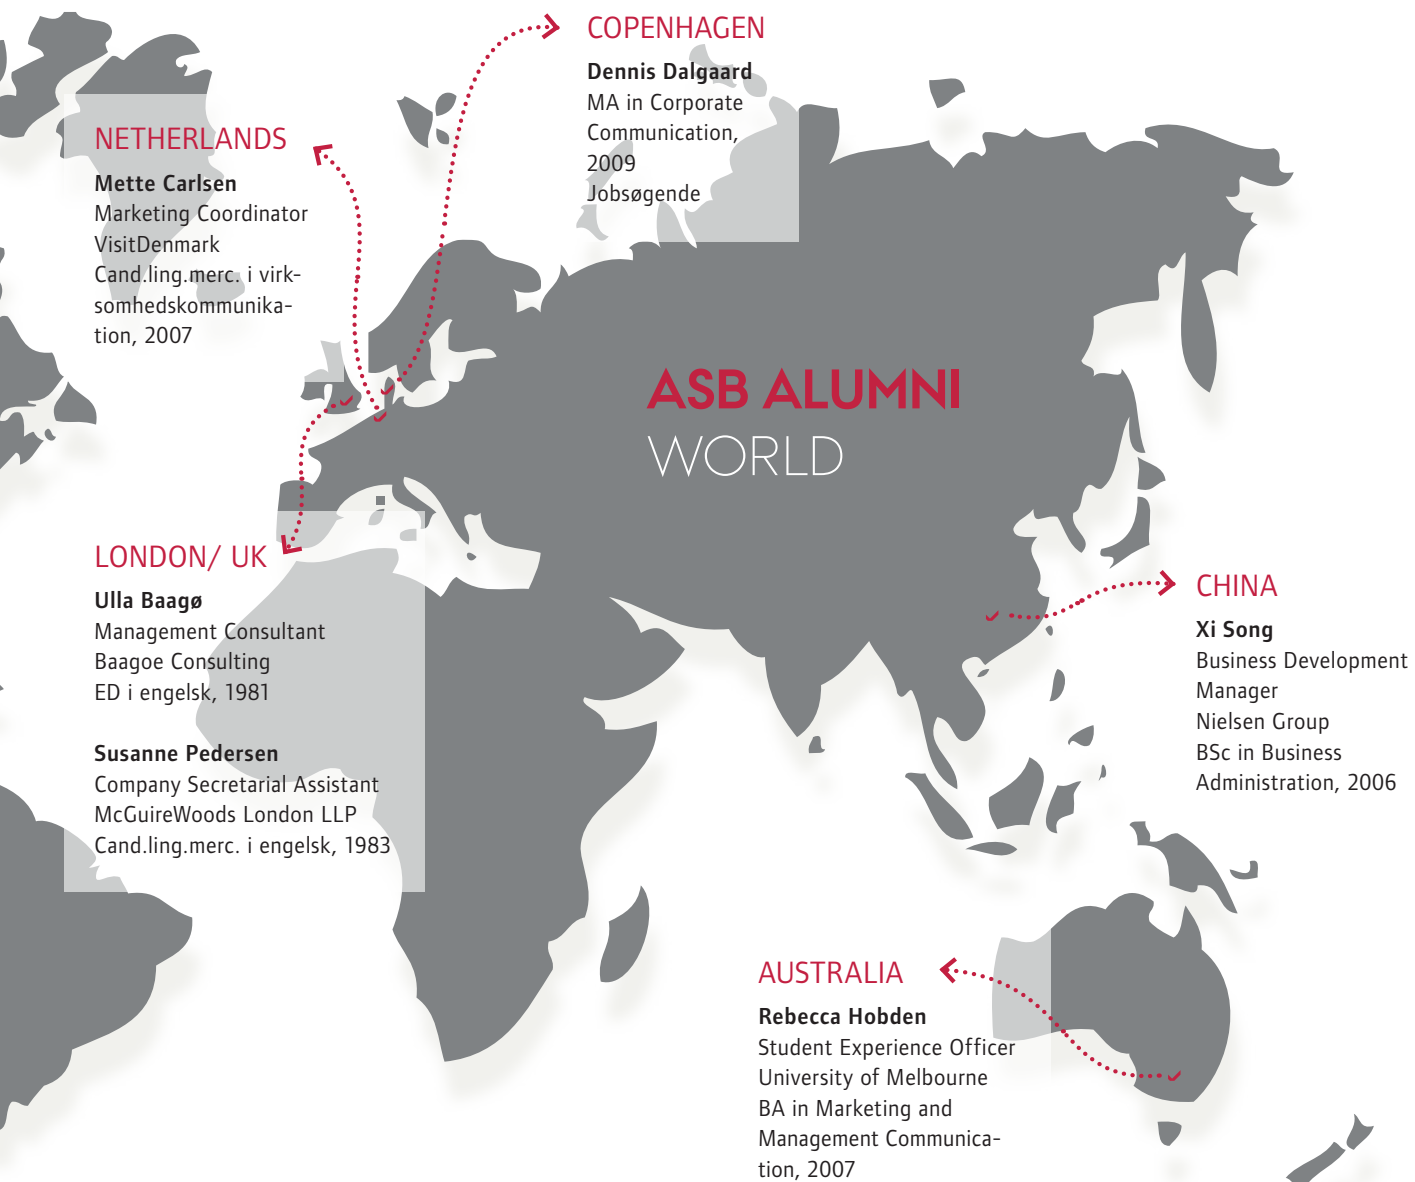 COPENHAGEN
Dennis Dalgaard
MA in Corporate
Communication,
2009
Jobsøgende
NETHERLANDS
Mette Carlsen
Marketing Coordinator
VisitDenmark
Cand.ling.merc. i virk-
somhedskommunika-
tion, 2007
ASB ALUMNI
WORLD
LONDON/ UK
Ulla Baagø
Management Consultant
Baagoe Consulting
ED i engelsk, 1981
Susanne Pedersen
Company Secretarial Assistant
McGuireWoods London LLP
Cand.ling.merc. i engelsk, 1983
CHINA
Xi Song
Business Development
Manager
Nielsen Group
BSc in Business
Administration, 2006
AUSTRALIA
Rebecca Hobden
Student Experience Officer
University of Melbourne
BA in Marketing and
Management Communica-
tion, 2007